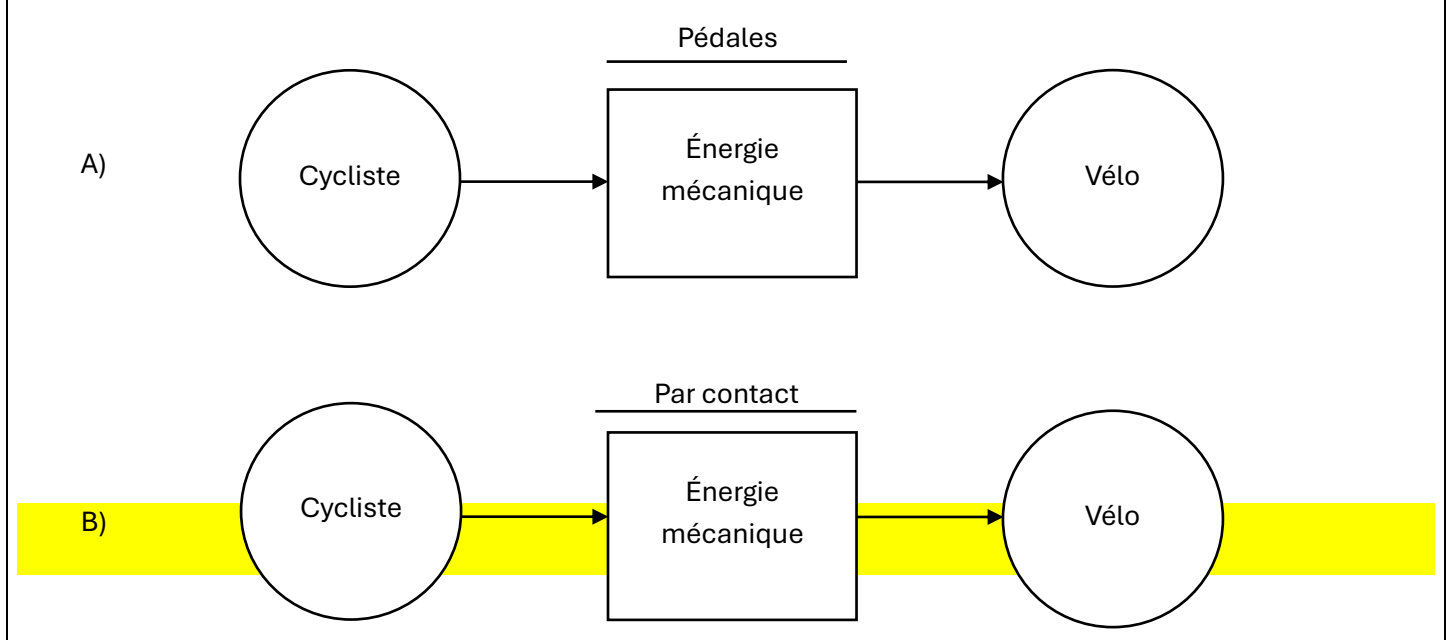 Pédales
A)
Cycliste
Énergie
mécanique
Vélo
Par contact
B)
Cycliste
Énergie
mécanique
Vélo